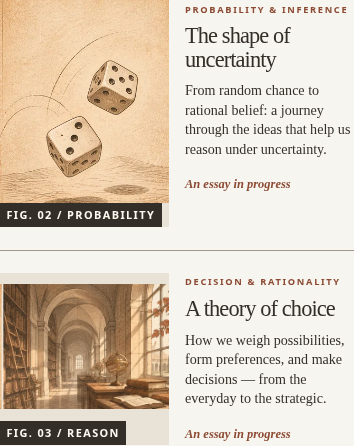 PROBABILITY & INFERENCE
The shape of
uncertainty
From random chance to
rational belief: a journey
through the ideas that help us
reason under uncertainty.
An essay in progress
FIG. 02 / PROBABILITY
DECISION & RATIONALITY
A theory of choice
How we weigh possibilities,
form preferences, and make
decisions — from the
everyday to the strategic.
An essay in progress
FIG. 03 / REASON